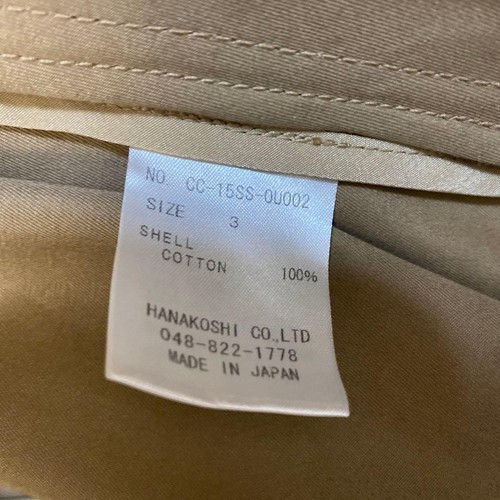 NO. CC-15SS-OU002
SIZE 3
SHELL
COTTON 100%
HANAKOSHI CO.,LTD
048-822-1778
MADE IN JAPAN